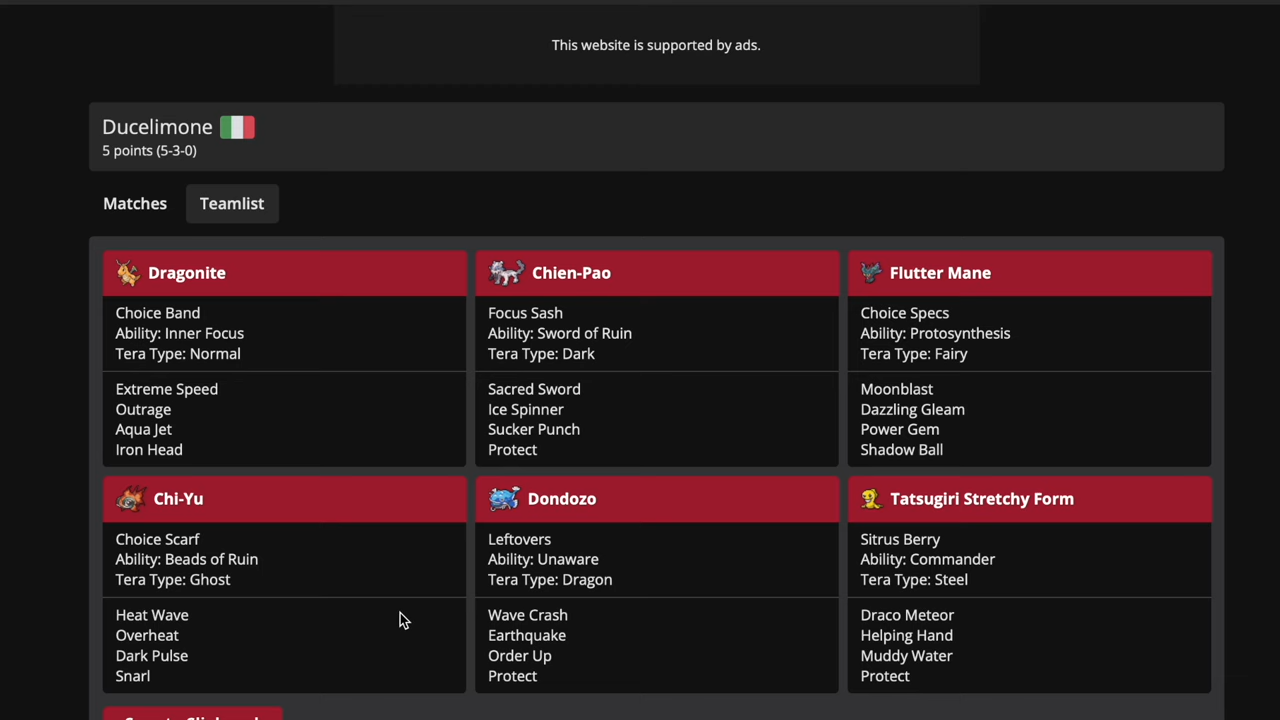 This website is supported by ads.
Ducelimone
5 points (5-3-0)
Matches
Teamlist
Dragonite
Choice Band
Ability: Inner Focus
Tera Type: Normal
Extreme Speed
Outrage
Aqua Jet
Iron Head
Chien-Pao
Focus Sash
Ability: Sword of Ruin
Tera Type: Dark
Sacred Sword
Ice Spinner
Sucker Punch
Protect
Flutter Mane
Choice Specs
Ability: Protosynthesis
Tera Type: Fairy
Moonblast
Dazzling Gleam
Power Gem
Shadow Ball
Chi-Yu
Choice Scarf
Ability: Beads of Ruin
Tera Type: Ghost
Heat Wave
Overheat
Dark Pulse
Snarl
Dondozo
Leftovers
Ability: Unaware
Tera Type: Dragon
Wave Crash
Earthquake
Order Up
Protect
Tatsugiri Stretchy Form
Sitrus Berry
Ability: Commander
Tera Type: Steel
Draco Meteor
Helping Hand
Muddy Water
Protect